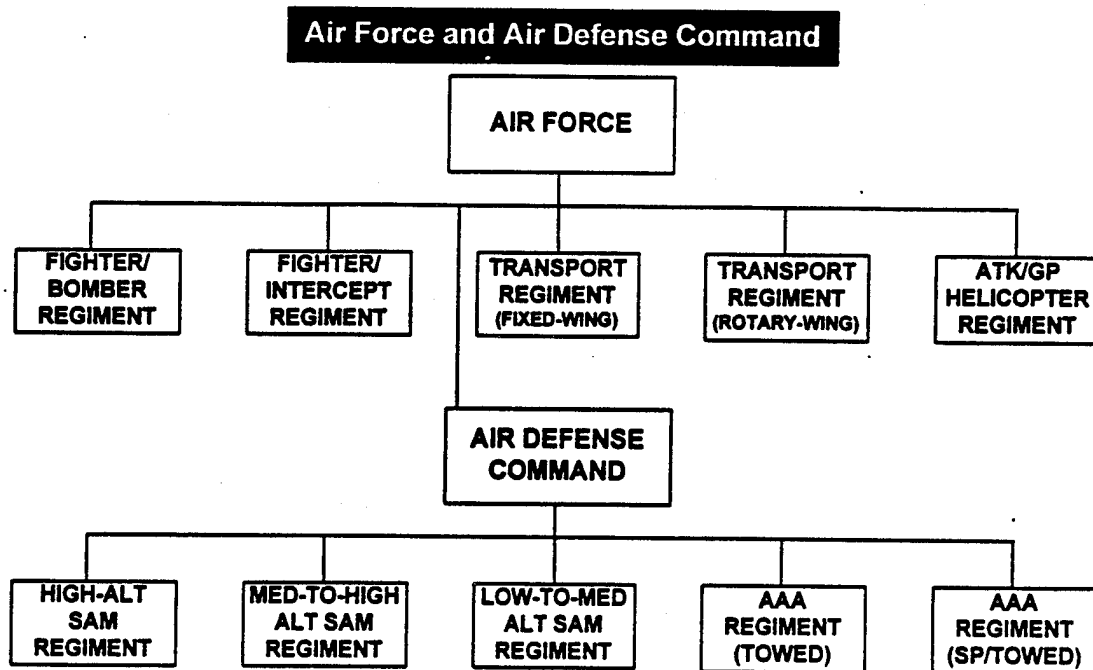 Air Force and Air Defense Command
AIR FORCE
FIGHTER/
BOMBER
REGIMENT
FIGHTER/
INTERCEPT
REGIMENT
TRANSPORT
REGIMENT
(FIXED-WING)
TRANSPORT
REGIMENT
(ROTARY-WING)
ATK/GP
HELICOPTER
REGIMENT
AIR DEFENSE
COMMAND
HIGH-ALT
SAM
REGIMENT
MED-TO-HIGH
ALT SAM
REGIMENT
LOW-TO-MED
ALT SAM
REGIMENT
AAA
REGIMENT
(TOWED)
AAA
REGIMENT
(SP/TOWED)